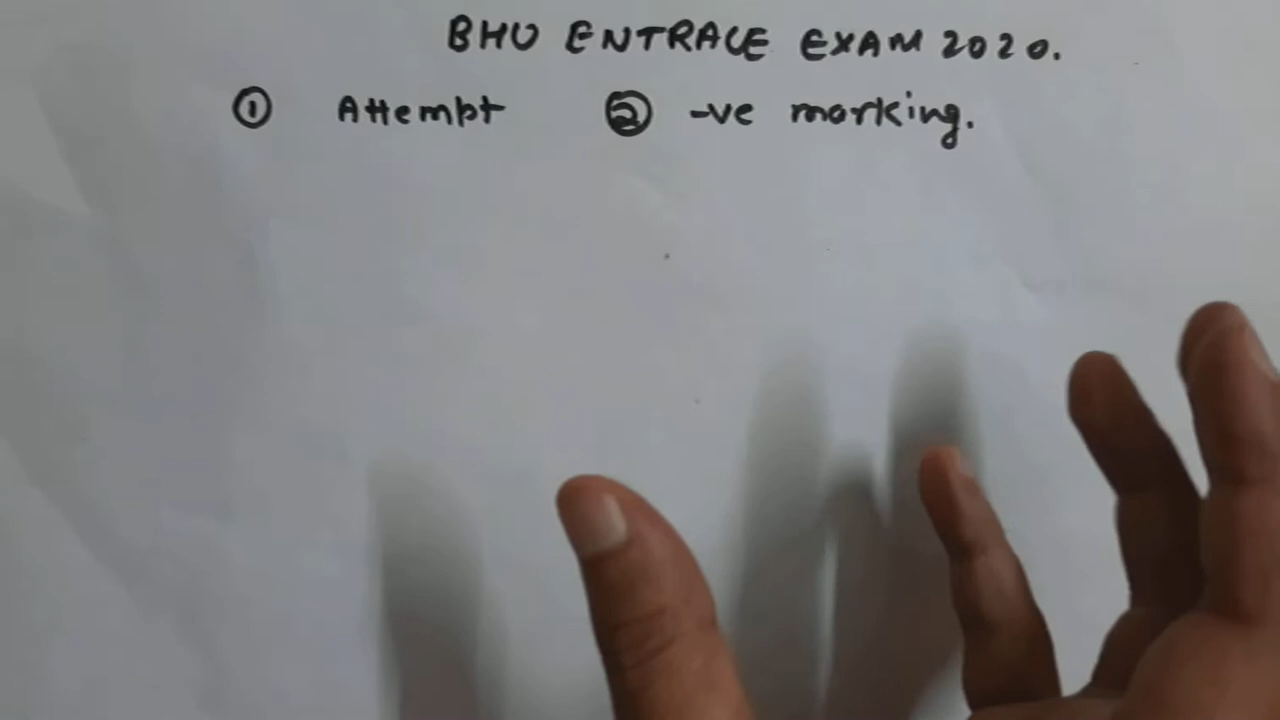 BHU ENTRACE EXAM 2020.
① Attempt ② -ve marking.